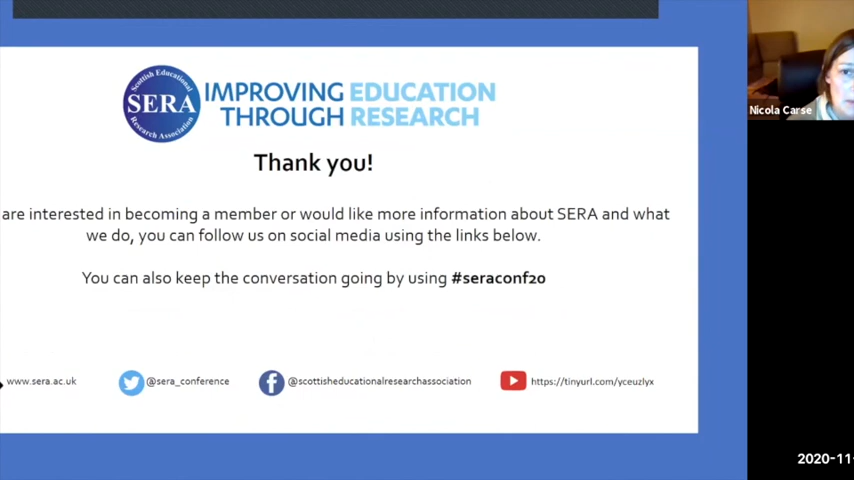 Scottish Educational
SERA
Research Association
IMPROVING EDUCATION
THROUGH RESEARCH
Thank you!
are interested in becoming a member or would like more information about SERA and what
we do, you can follow us on social media using the links below.
You can also keep the conversation going by using #seraconf20
www.sera.ac.uk
@sera_conference
@scottisheducationalresearchassociation
https://tinyurl.com/yceuzlyx
Nicola Carse
2020-11-